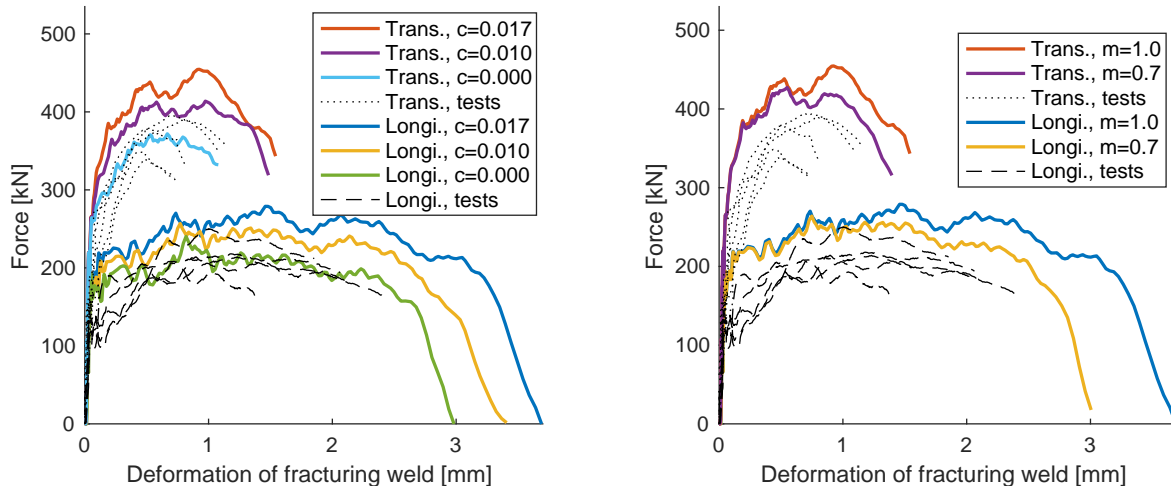 500
400
300
200
100
0
Force [kN]
0
1
2
3
Deformation of fracturing weld [mm]
Trans., c=0.017
Trans., c=0.010
Trans., c=0.000
Trans., tests
Longi., c=0.017
Longi., c=0.010
Longi., c=0.000
Longi., tests
500
400
300
200
100
0
Force [kN]
0
1
2
3
Deformation of fracturing weld [mm]
Trans., m=1.0
Trans., m=0.7
Trans., tests
Longi., m=1.0
Longi., m=0.7
Longi., tests